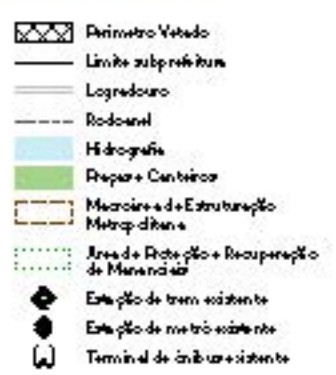 Perímetro Vetado
Limite subprefeitura
Logradouro
Rodoanel
Hidrografia
Praças e Canteiros
Macroárea de Estruturação
Metropolitana
Área de Proteção e Recuperação
de Mananciais
Estação de trem existente
Estação de metrô existente
Terminal de ônibus existente